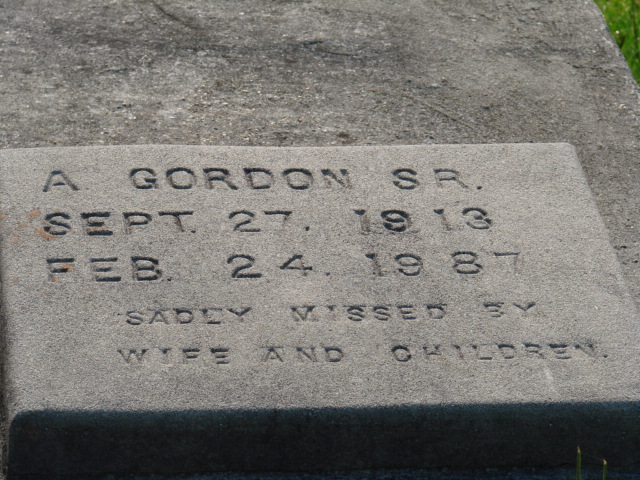 A GORDON SR.
SEPT. 27. 1913
FEB. 24. 1987
SADLY MISSED BY
WIFE AND CHILDREN.